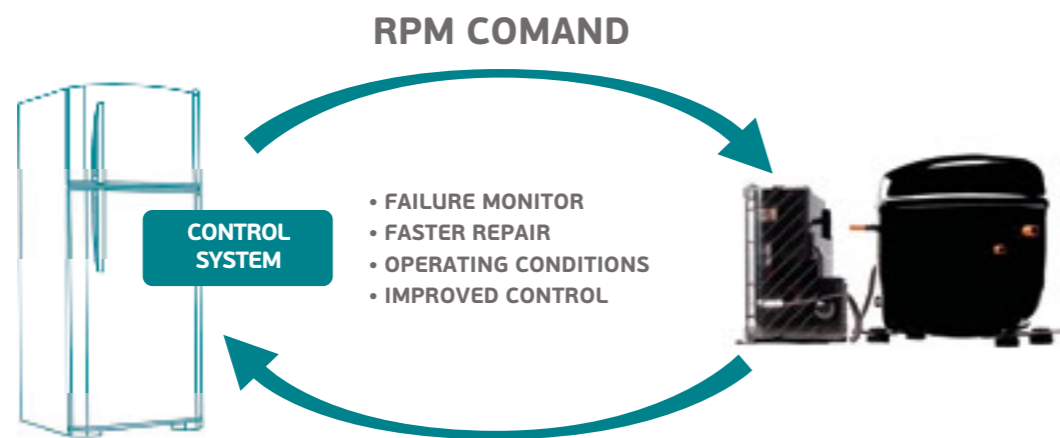 RPM COMAND
CONTROL
SYSTEM
• FAILURE MONITOR
• FASTER REPAIR
• OPERATING CONDITIONS
• IMPROVED CONTROL